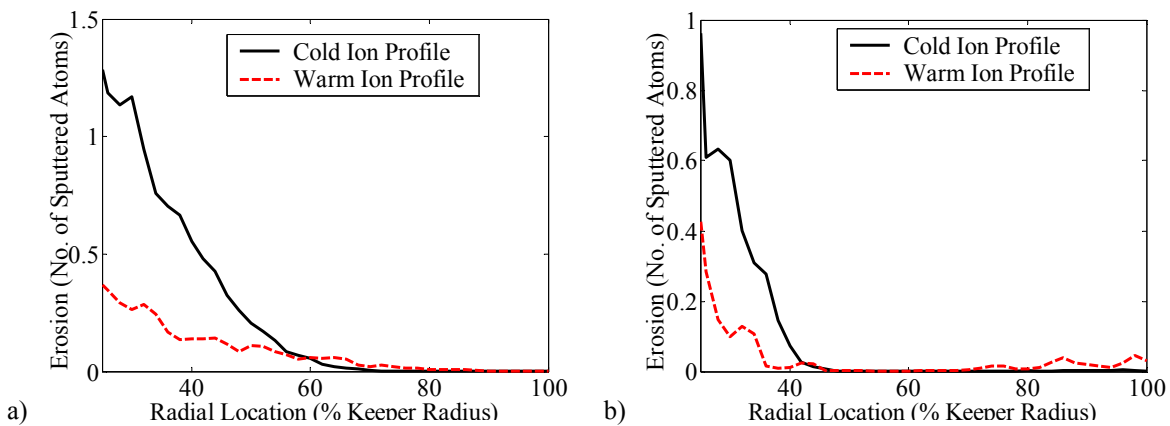 1.5
1
0.5
0
40
60
80
100
Erosion (No. of Sputtered Atoms)
Radial Location (% Keeper Radius)
Cold Ion Profile
Warm Ion Profile
a)
1
0.8
0.6
0.4
0.2
0
40
60
80
100
Erosion (No. of Sputtered Atoms)
Radial Location (% Keeper Radius)
Cold Ion Profile
Warm Ion Profile
b)